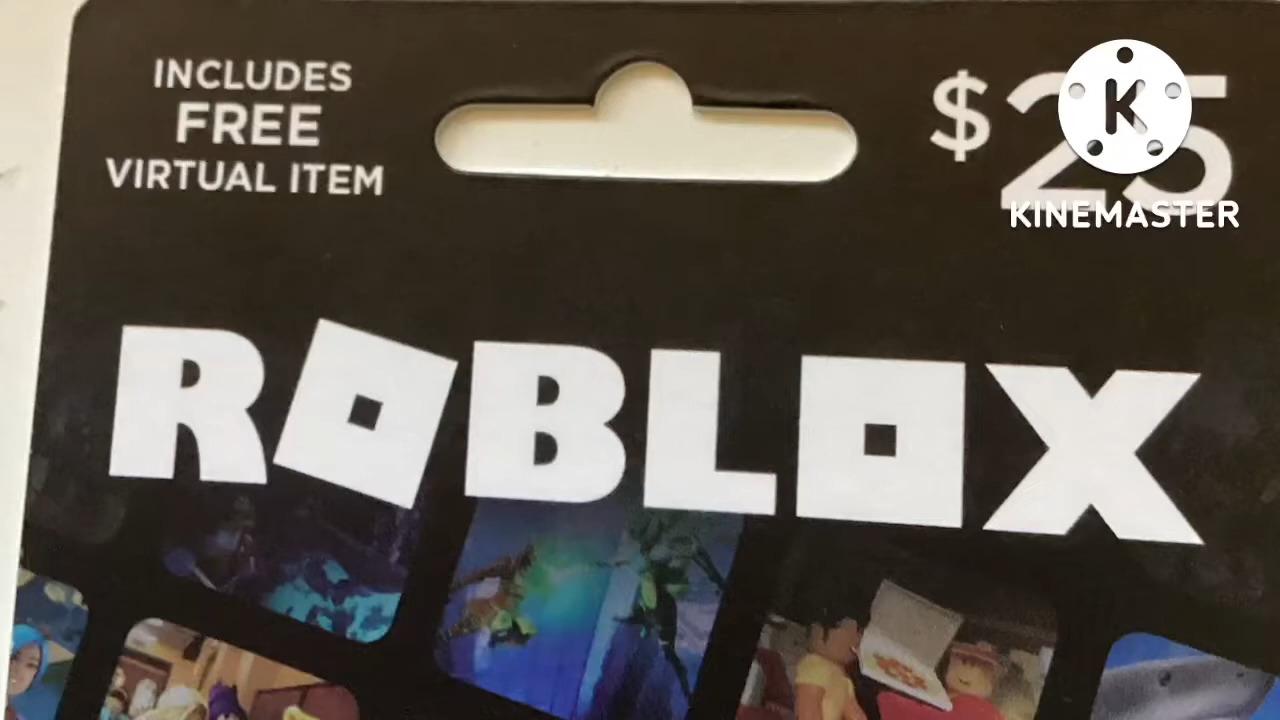 INCLUDES
FREE
VIRTUAL ITEM
$25
K
KINEMASTER
ROBLOX